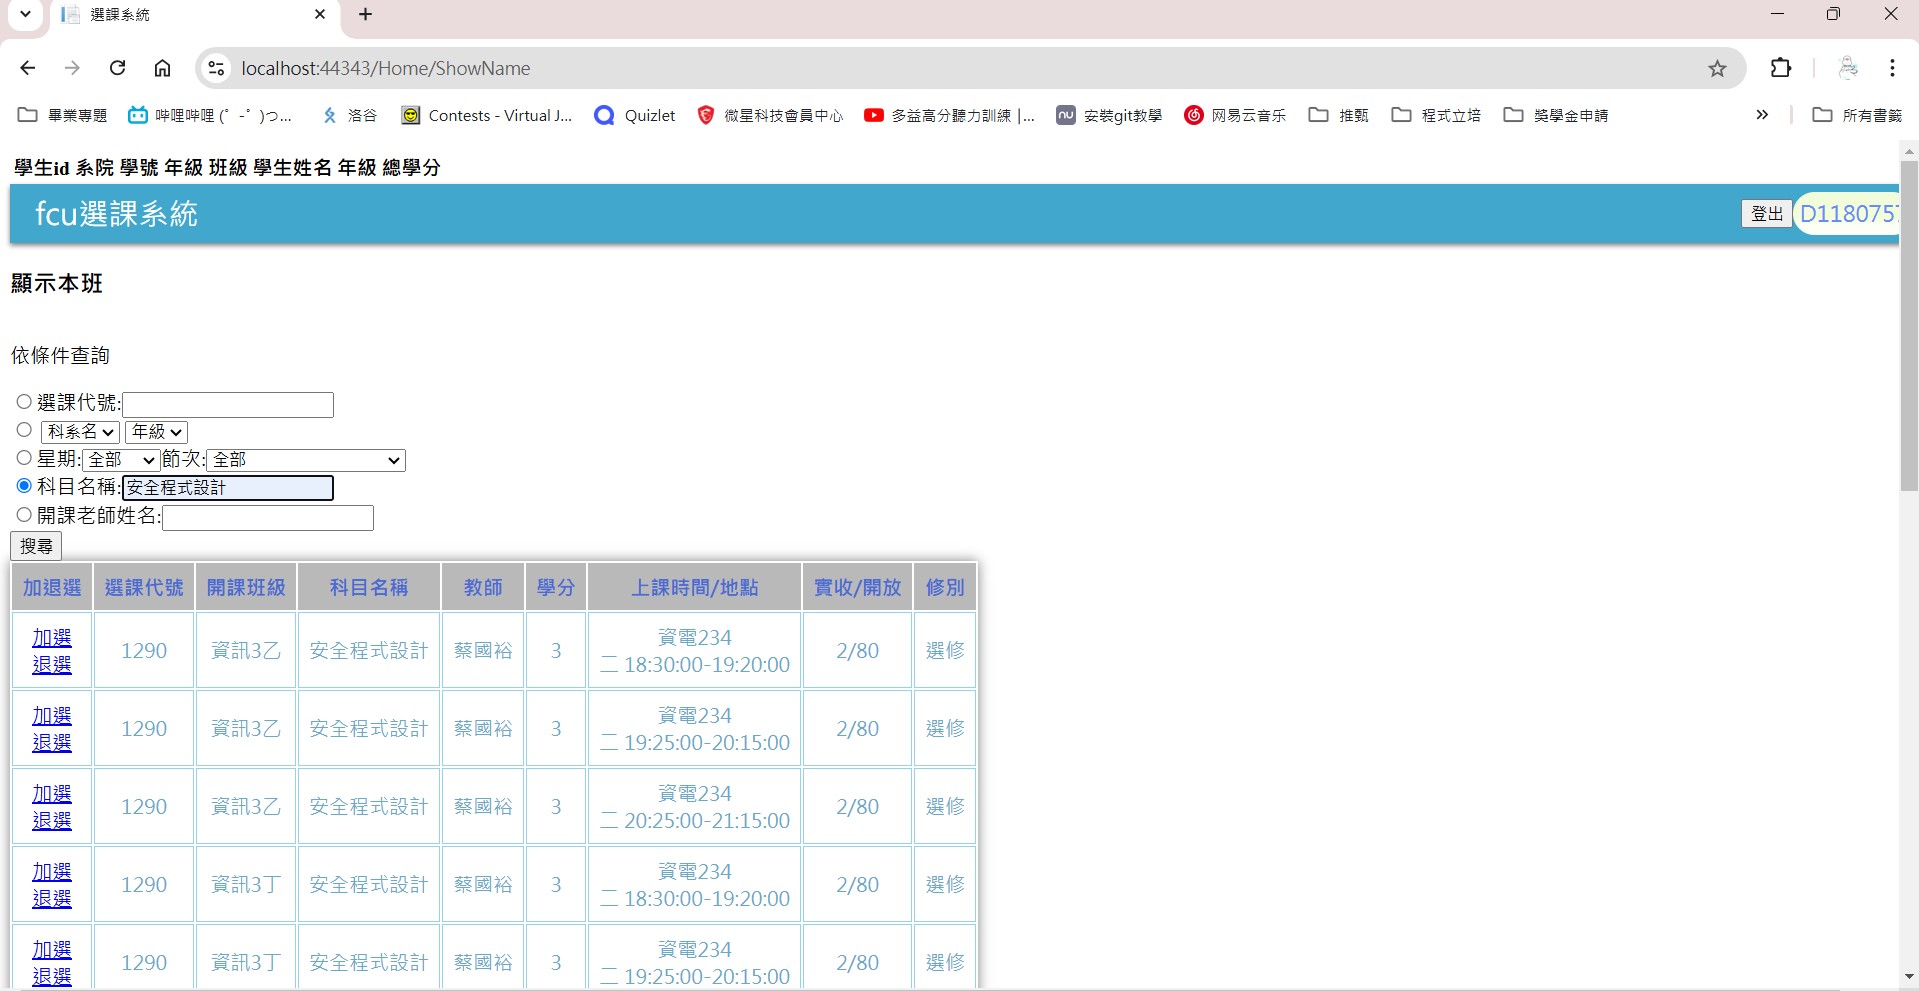 選課系統
localhost:44343/Home/ShowName
畢業專題 哔哩哔哩 (゜-゜)つ... 洛谷 Contests - Virtual J... Quizlet 微星科技會員中心 多益高分聽力訓練 |... 安裝git教學 网易云音乐 推甄 程式立培 獎學金申請 » 所有書籤
學生id 系院 學號 年級 班級 學生姓名 年級 總學分
fcu選課系統 登出 D118075
顯示本班
依條件查詢
選課代號:
科系名 年級
星期:全部 節次:全部
科目名稱:安全程式設計
開課老師姓名:
搜尋
加退選 選課代號 開課班級 科目名稱 教師 學分 上課時間/地點 實收/開放 修別
加選 退選 1290 資訊3乙 安全程式設計 蔡國裕 3 資電234 二 18:30:00-19:20:00 2/80 選修
加選 退選 1290 資訊3乙 安全程式設計 蔡國裕 3 資電234 二 19:25:00-20:15:00 2/80 選修
加選 退選 1290 資訊3乙 安全程式設計 蔡國裕 3 資電234 二 20:25:00-21:15:00 2/80 選修
加選 退選 1290 資訊3丁 安全程式設計 蔡國裕 3 資電234 二 18:30:00-19:20:00 2/80 選修
加選 退選 1290 資訊3丁 安全程式設計 蔡國裕 3 資電234 二 19:25:00-20:15:00 2/80 選修